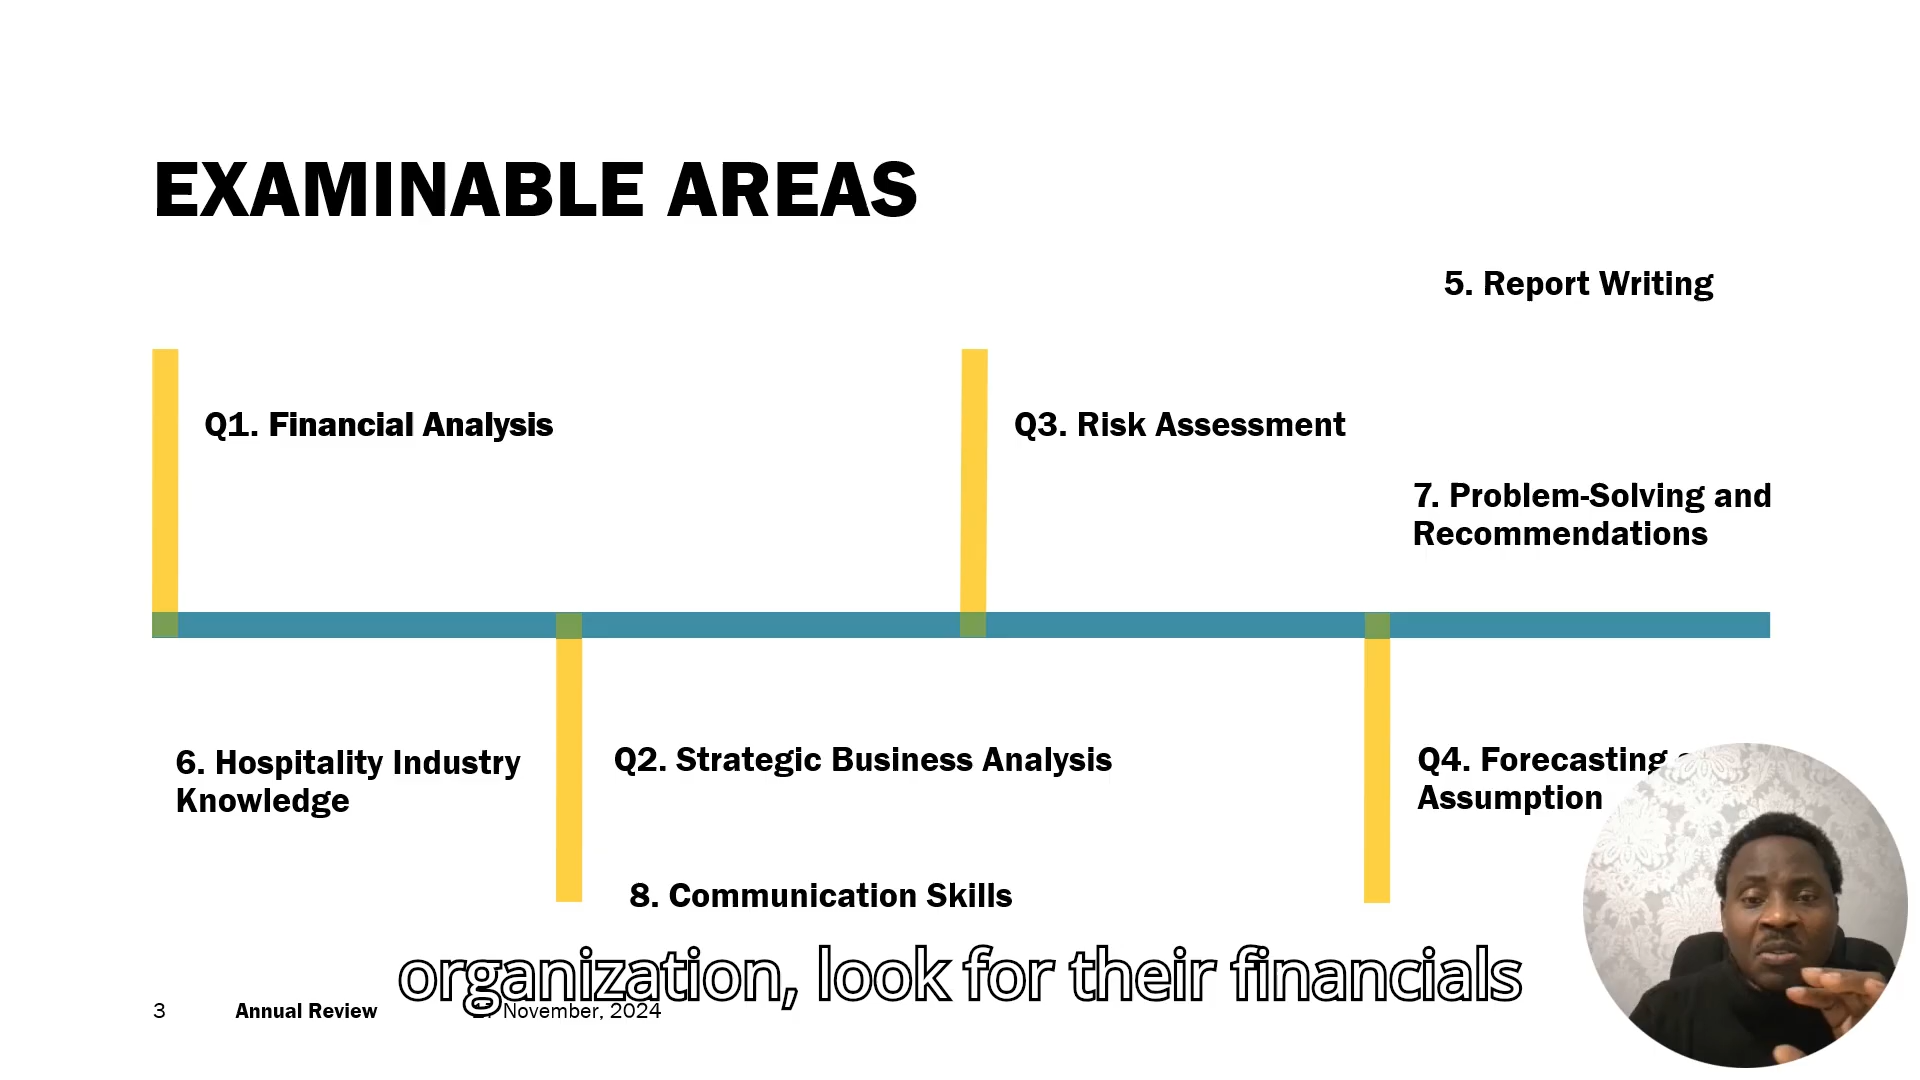 EXAMINABLE AREAS
5. Report Writing
Q1. Financial Analysis
Q3. Risk Assessment
7. Problem-Solving and
Recommendations
6. Hospitality Industry
Knowledge
Q2. Strategic Business Analysis
Q4. Forecasting
Assumption
8. Communication Skills
organization, look for their financials
3
Annual Review
November, 2024